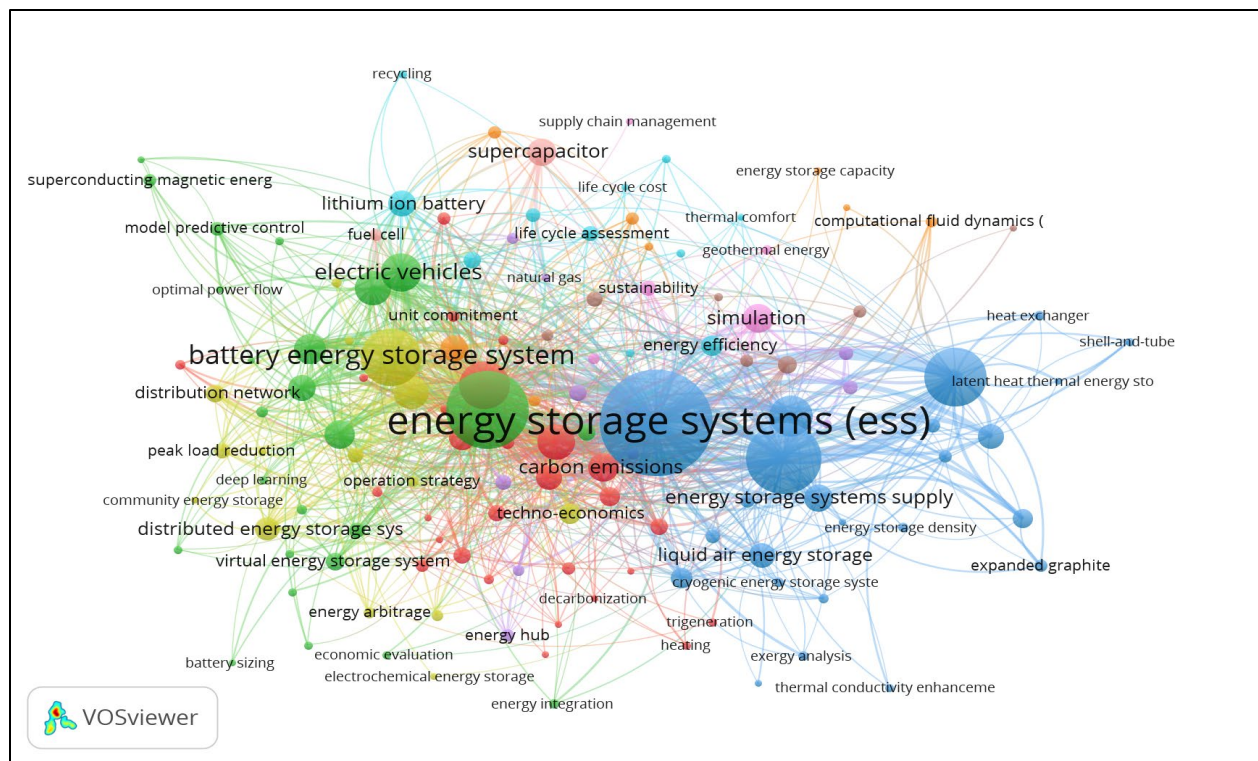 recycling
supply chain management
supercapacitor
energy storage capacity
superconducting magnetic energ
life cycle cost
lithium ion battery
thermal comfort
computational fluid dynamics (
model predictive control
fuel cell
life cycle assessment
geothermal energy
electric vehicles
natural gas
sustainability
optimal power flow
unit commitment
simulation
heat exchanger
energy efficiency
shell-and-tube
battery energy storage system
latent heat thermal energy sto
distribution network
energy storage systems (ess)
peak load reduction
carbon emissions
deep learning
operation strategy
community energy storage
energy storage systems supply
techno-economics
distributed energy storage sys
energy storage density
virtual energy storage system
liquid air energy storage
expanded graphite
cryogenic energy storage syste
decarbonization
energy arbitrage
trigeneration
energy hub
heating
economic evaluation
exergy analysis
battery sizing
electrochemical energy storage
thermal conductivity enhanceme
energy integration
VOSviewer